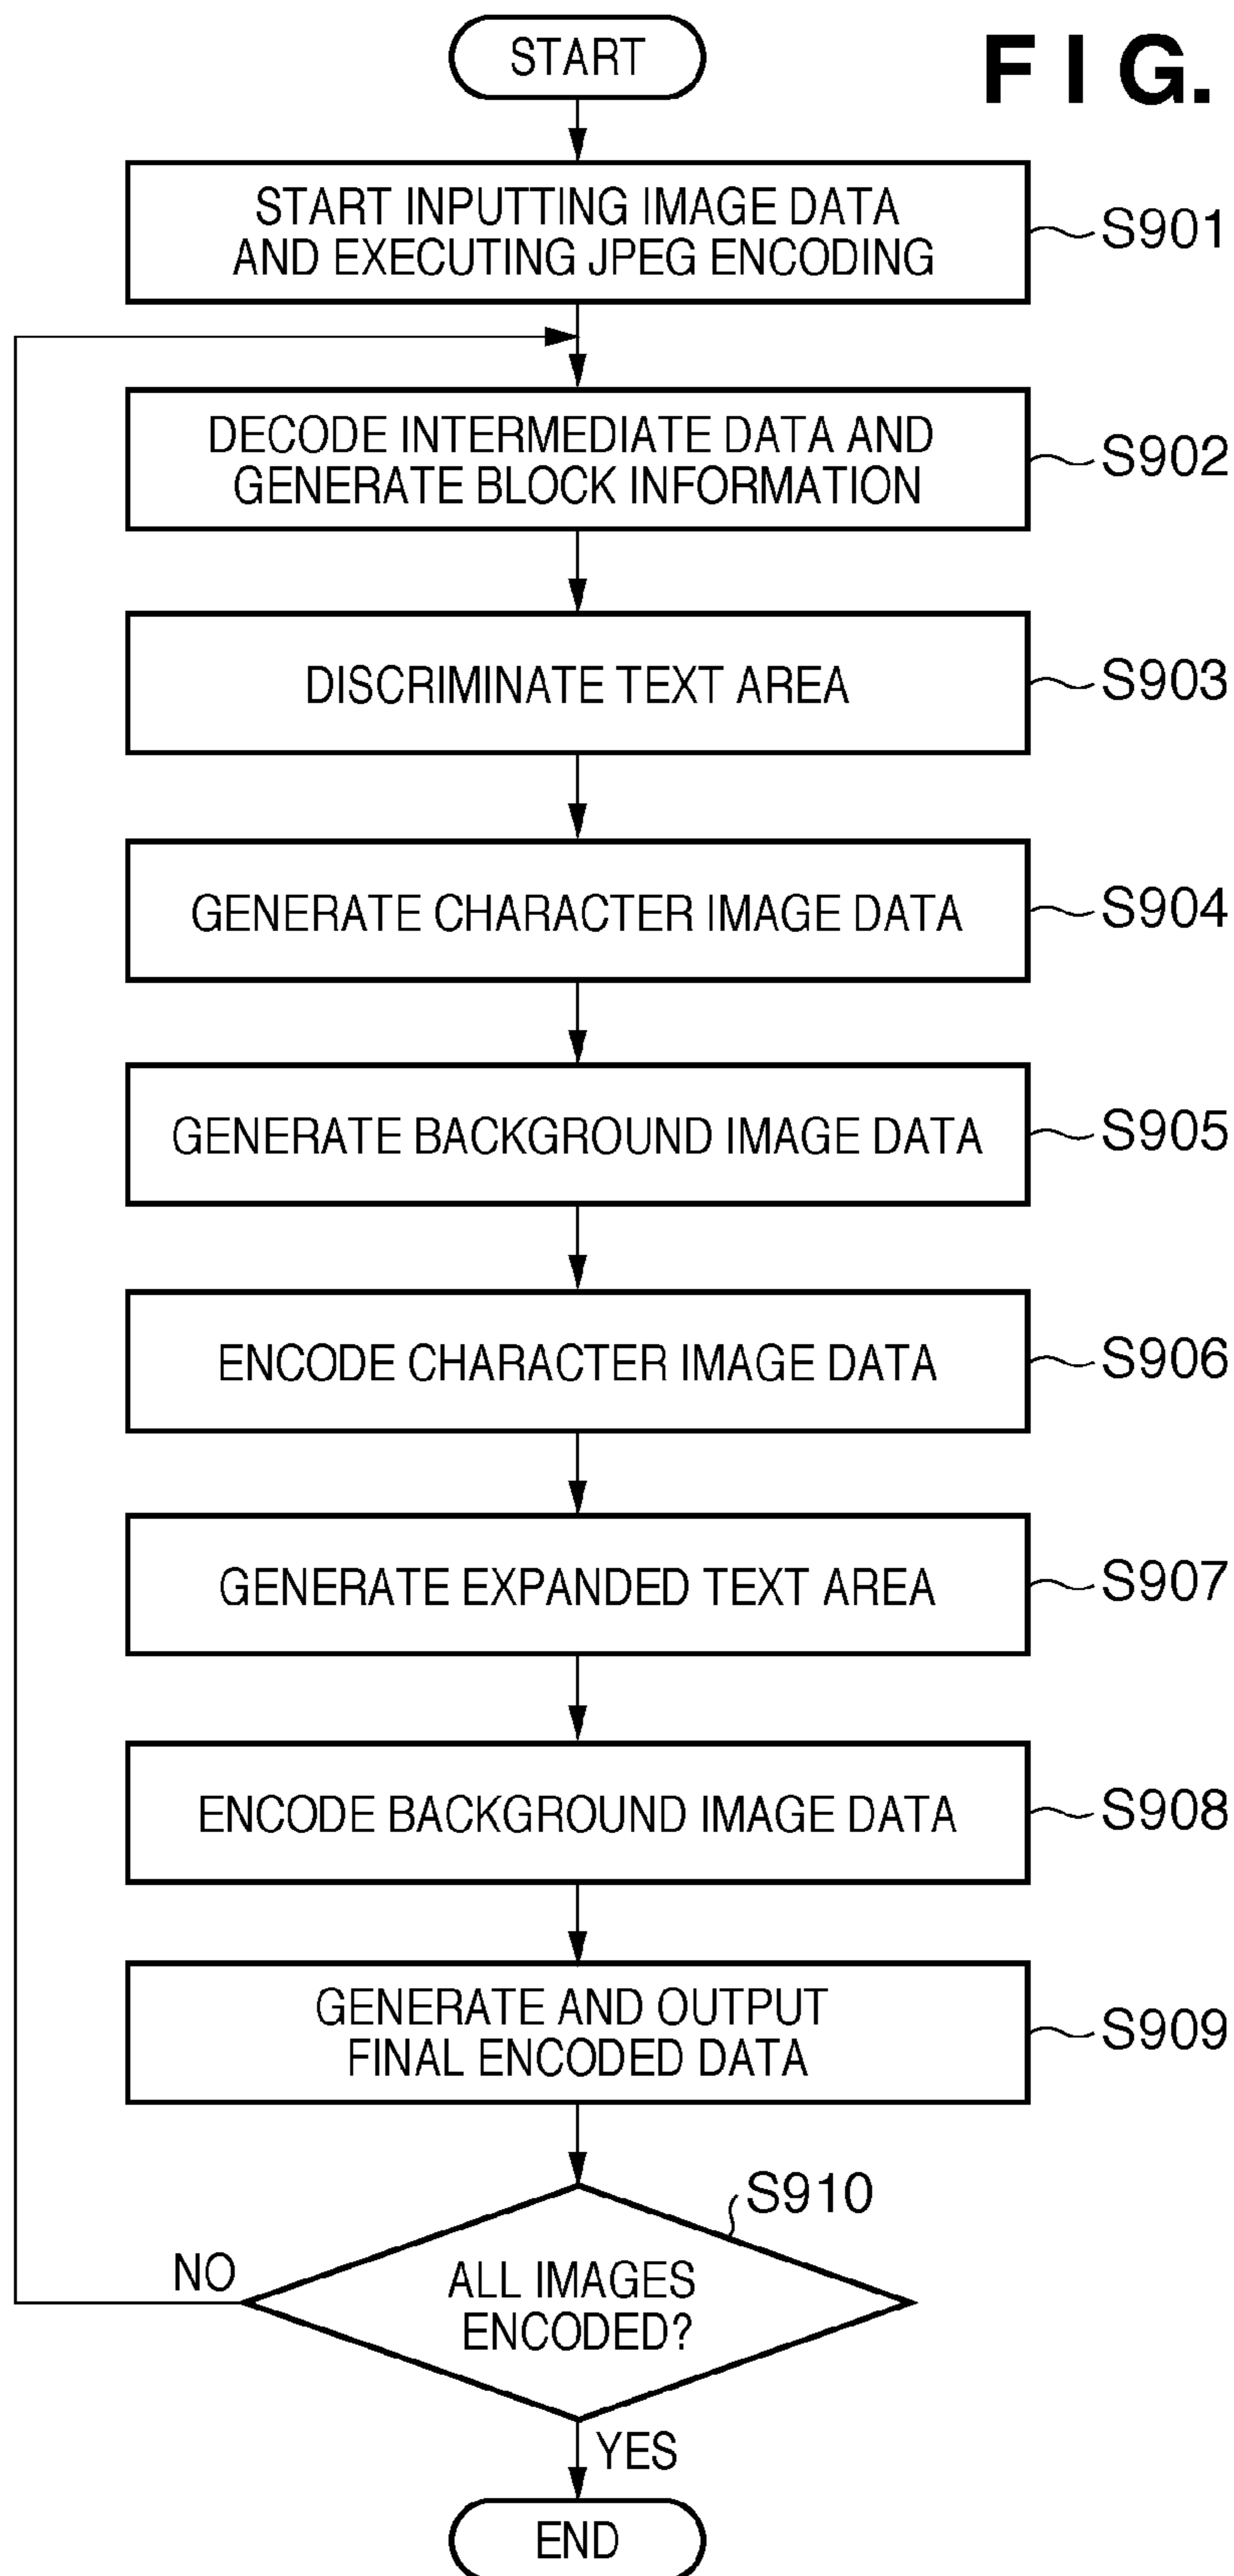 START
FIG.
START INPUTTING IMAGE DATA
AND EXECUTING JPEG ENCODING
S901
DECODE INTERMEDIATE DATA AND
GENERATE BLOCK INFORMATION
S902
DISCRIMINATE TEXT AREA
S903
GENERATE CHARACTER IMAGE DATA
S904
GENERATE BACKGROUND IMAGE DATA
S905
ENCODE CHARACTER IMAGE DATA
S906
GENERATE EXPANDED TEXT AREA
S907
ENCODE BACKGROUND IMAGE DATA
S908
GENERATE AND OUTPUT
FINAL ENCODED DATA
S909
S910
NO
ALL IMAGES
ENCODED?
YES
END